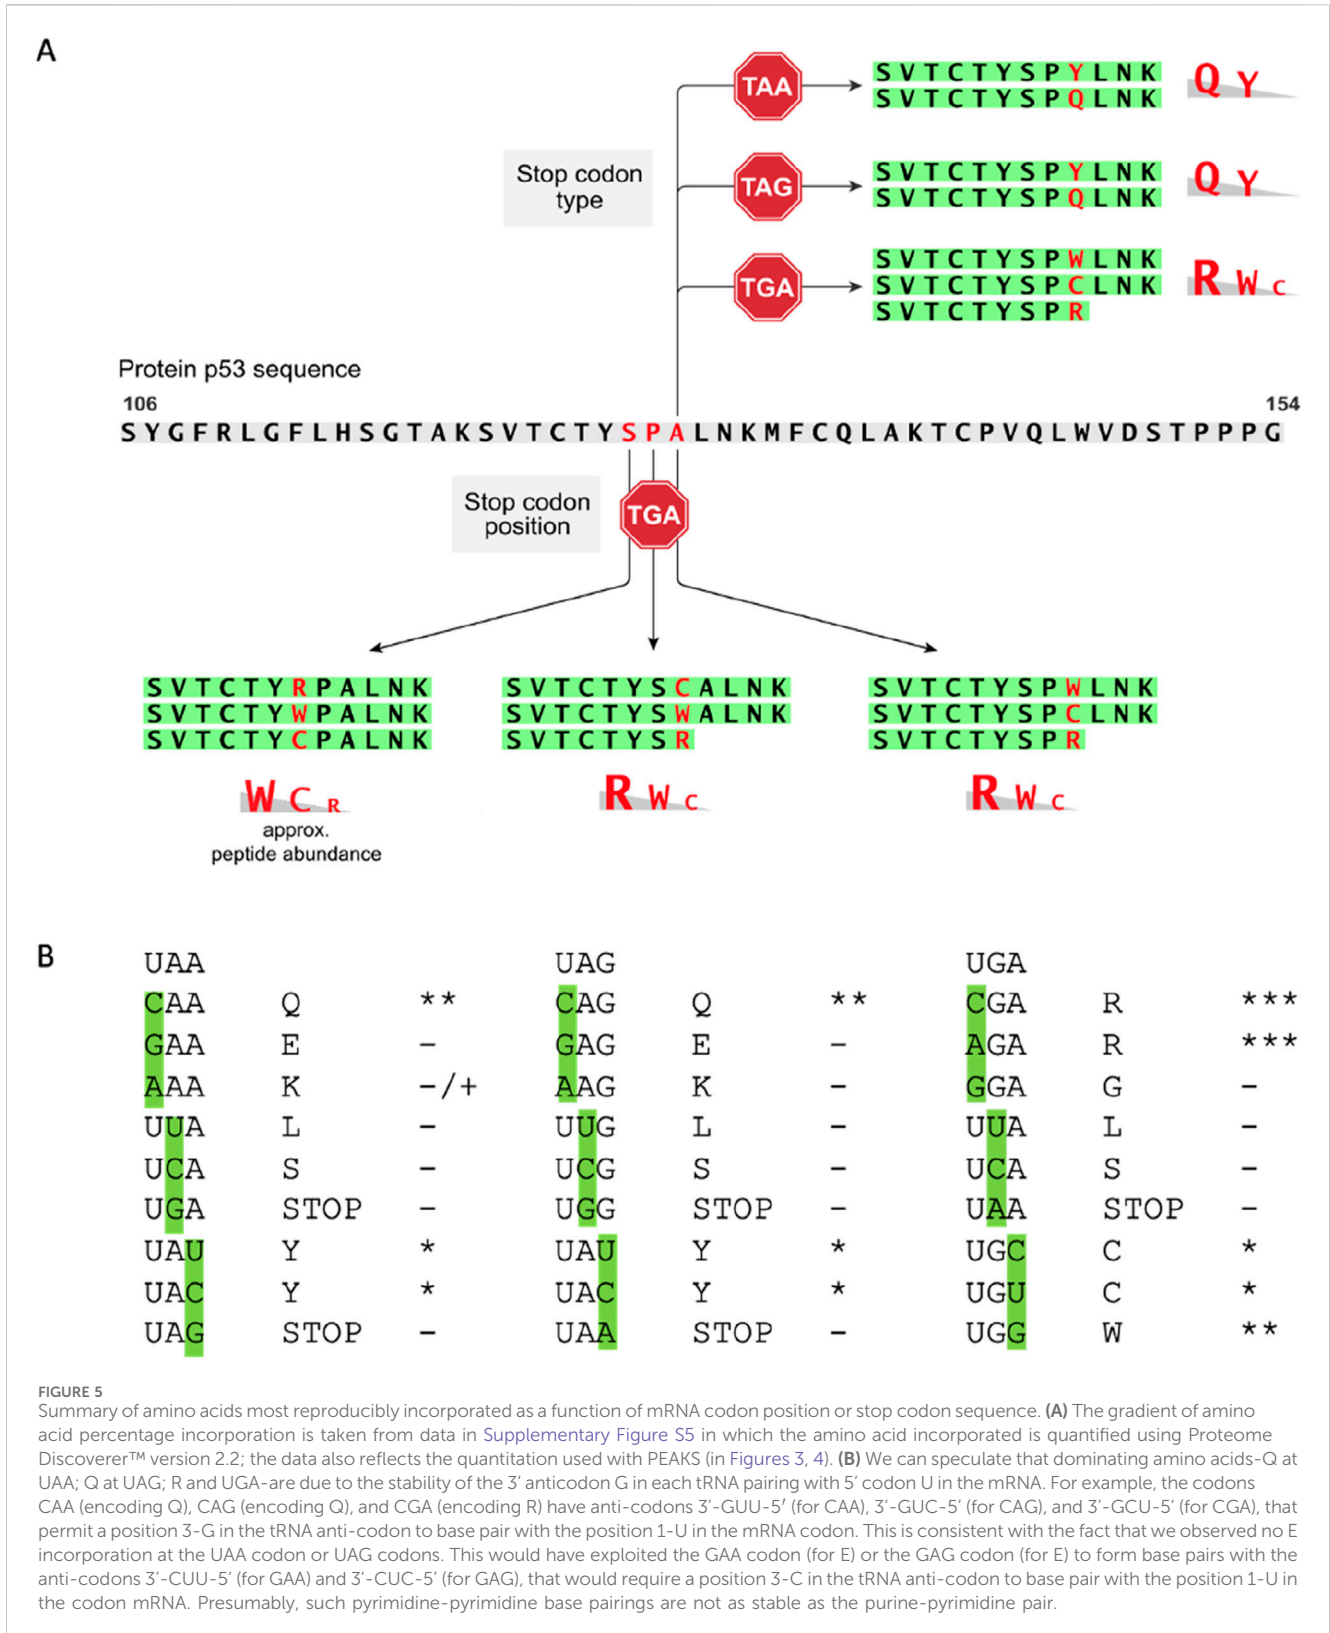 A
TAA
SVTCTYSPYLNK
SVTCTYSPQLNK
Q Y
Stop codon
type
TAG
SVTCTYSPYLNK
SVTCTYSPQLNK
Q Y
TGA
SVTCTYSPWLNK
SVTCTYSPCLNK
SVTCTYSPR
R W C
Protein p53 sequence
106 154
SYGFRLGFLHSGTAKSVTCTYSPALNKMFCQLAKTCPVQLWVDSTPPPG
Stop codon
position
TGA
SVTCTYRPALNK
SVTCTYWPALNK
SVTCTYCPALNK
W C R
approx.
peptide abundance
SVTCTYSCALNK
SVTCTYSWALNK
SVTCTYSR
R W C
SVTCTYSPWLNK
SVTCTYSPCLNK
SVTCTYSPR
R W C
B
UAA UAG UGA
CAA Q ** CAG Q ** CGA R ***
GAA E – GAG E – AGA R ***
AAA K –/+ AAG K – GGA G –
UUA L – UUG L – UUA L –
UCA S – UCG S – UCA S –
UGA STOP – UGG STOP – UAA STOP –
UAU Y * UAU Y * UGC C *
UAC Y * UAC Y * UGU C *
UAG STOP – UAA STOP – UGG W **
FIGURE 5
Summary of amino acids most reproducibly incorporated as a function of mRNA codon position or stop codon sequence. (A) The gradient of amino
acid percentage incorporation is taken from data in Supplementary Figure S5 in which the amino acid incorporated is quantified using Proteome
Discoverer™ version 2.2; the data also reflects the quantitation used with PEAKS (in Figures 3, 4). (B) We can speculate that dominating amino acids-Q at
UAA; Q at UAG; R and UGA-are due to the stability of the 3’ anticodon G in each tRNA pairing with 5’ codon U in the mRNA. For example, the codons
CAA (encoding Q), CAG (encoding Q), and CGA (encoding R) have anti-codons 3’-GUU-5′ (for CAA), 3’-GUC-5’ (for CAG), and 3’-GCU-5’ (for CGA), that
permit a position 3-G in the tRNA anti-codon to base pair with the position 1-U in the mRNA codon. This is consistent with the fact that we observed no E
incorporation at the UAA codon or UAG codons. This would have exploited the GAA codon (for E) or the GAG codon (for E) to form base pairs with the
anti-codons 3’-CUU-5’ (for GAA) and 3’-CUC-5’ (for GAG), that would require a position 3-C in the tRNA anti-codon to base pair with the position 1-U in
the codon mRNA. Presumably, such pyrimidine-pyrimidine base pairings are not as stable as the purine-pyrimidine pair.